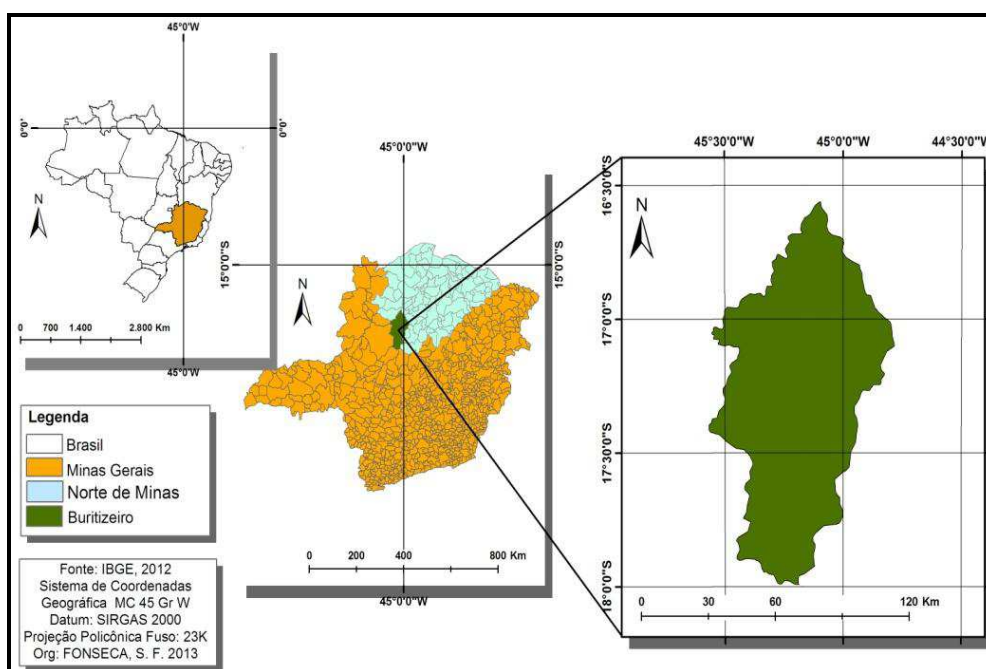 45°0'0"W
0°0'
0°0'
N
0 700 1.400 2.800 Km
45°0'0"W
45°0'0"W
15°0'0"S
15°0'0"S
N
0 200 400 800 Km
45°0'0"W
45°30'0"W 45°0'0"W 44°30'0"W
16°30'0"S
N
17°0'0"S
17°30'0"S
18°0'0"S
0 30 60 120 Km
Legenda
Brasil
Minas Gerais
Norte de Minas
Buritizeiro
Fonte: IBGE, 2012
Sistema de Coordenadas
Geográfica MC 45 Gr W
Datum: SIRGAS 2000
Projeção Policônica Fuso: 23K
Org: FONSECA, S. F. 2013